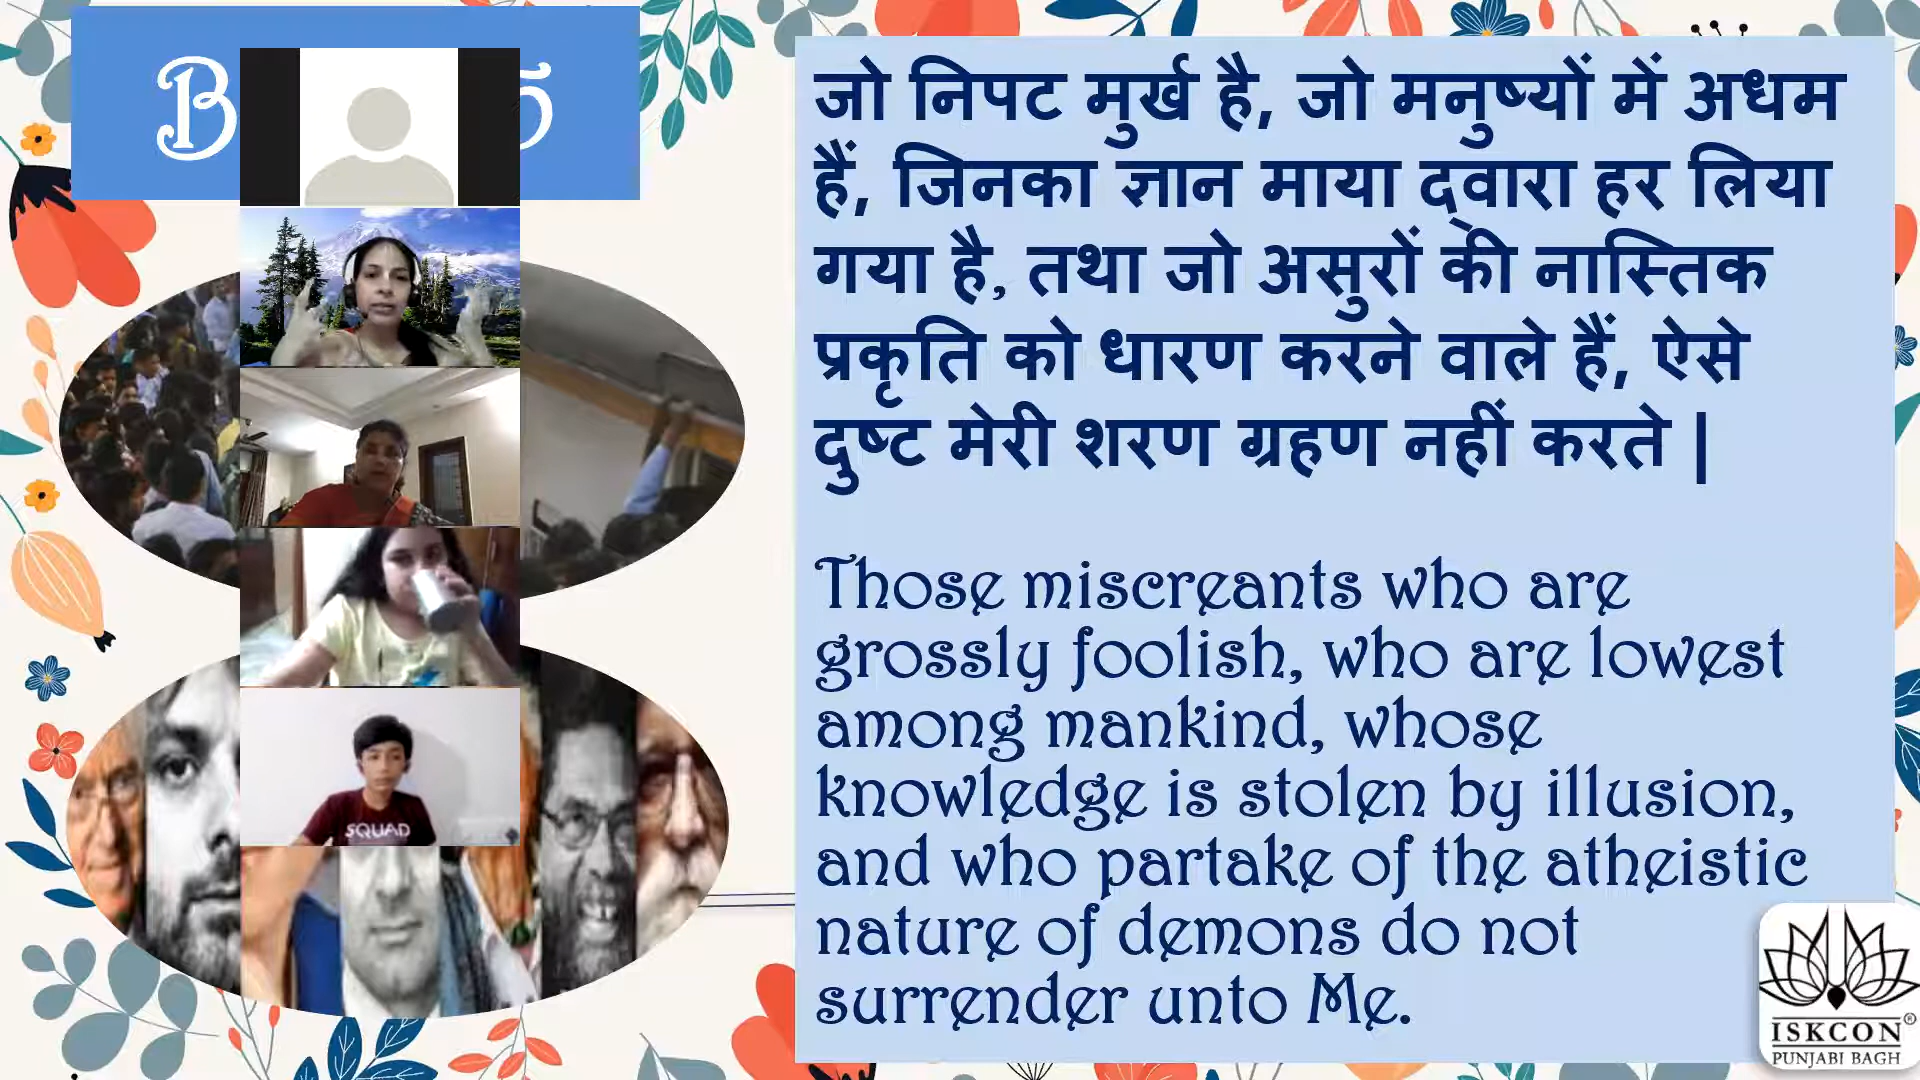 B
5
जो निपट मुर्ख है, जो मनुष्यों में अधम
हैं, जिनका ज्ञान माया द्वारा हर लिया
गया है, तथा जो असुरों की नास्तिक
प्रकृति को धारण करने वाले हैं, ऐसे
दुष्ट मेरी शरण ग्रहण नहीं करते |
Those miscreants who are
grossly foolish, who are lowest
among mankind, whose
knowledge is stolen by illusion,
and who partake of the atheistic
nature of demons do not
surrender unto Me.
SQUAD
ISKCON®
PUNJABI BAGH